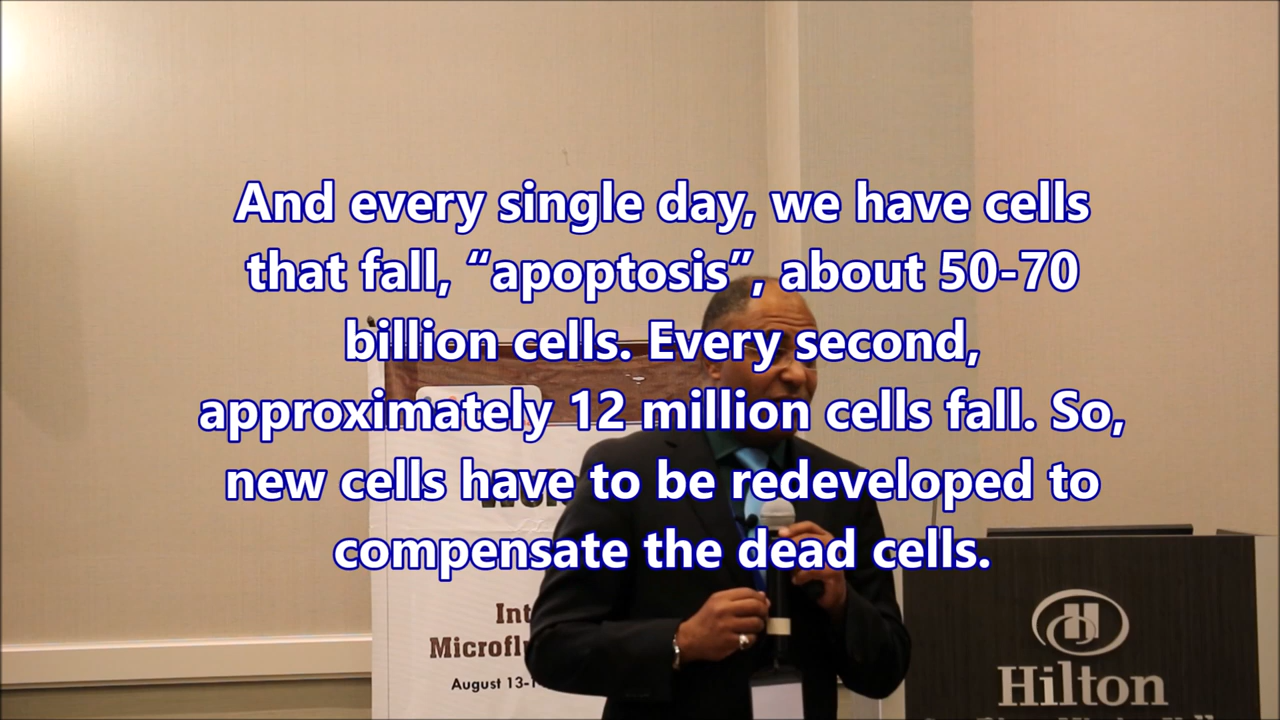 And every single day, we have cells
that fall, “apoptosis”, about 50-70
billion cells. Every second,
approximately 12 million cells fall. So,
new cells have to be redeveloped to
compensate the dead cells.
August 13-1
Hilton